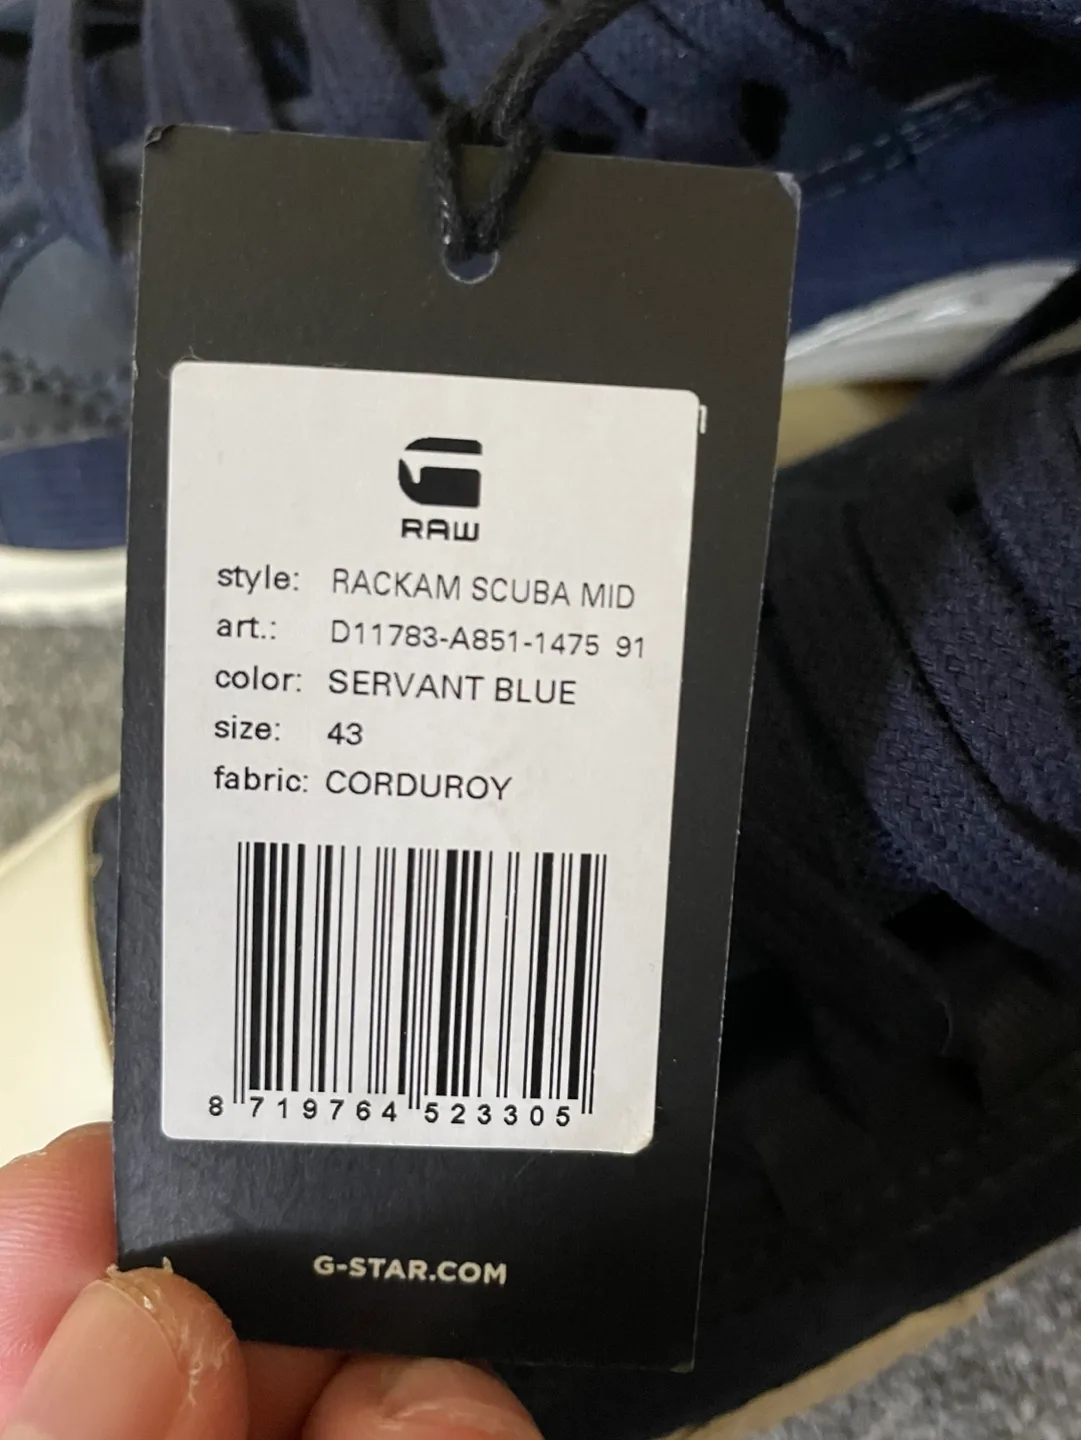 RAW
style: RACKAM SCUBA MID
art.: D11783-A851-1475 91
color: SERVANT BLUE
size: 43
fabric: CORDUROY
8 719764 523305
G-STAR.COM